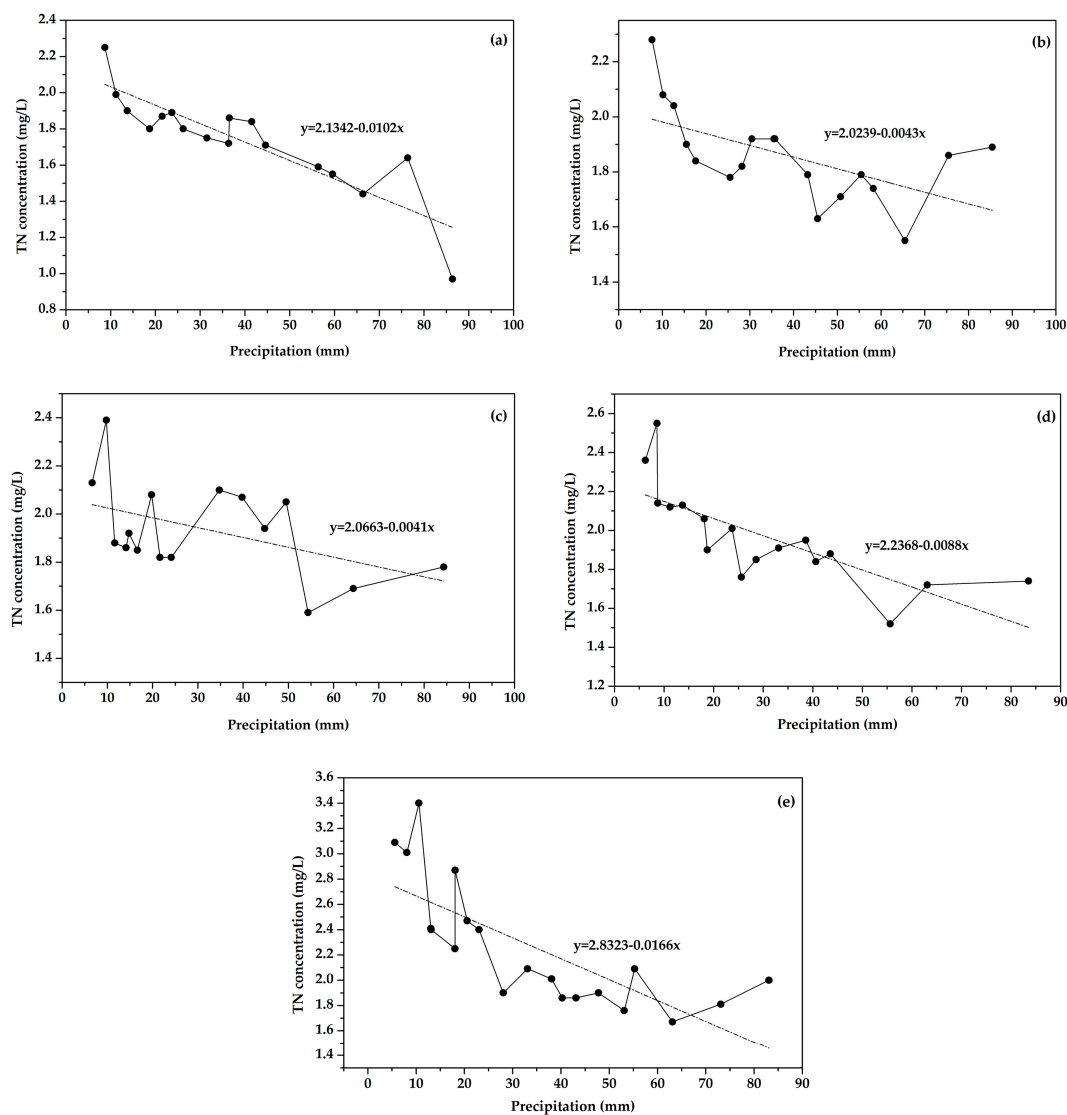 (a)
TN concentration (mg/L)
2.4
2.2
2.0
1.8
1.6
1.4
1.2
1.0
0.8
y=2.1342-0.0102x
0 10 20 30 40 50 60 70 80 90 100
Precipitation (mm)
(b)
TN concentration (mg/L)
2.2
2.0
1.8
1.6
1.4
y=2.0239-0.0043x
0 10 20 30 40 50 60 70 80 90 100
Precipitation (mm)
(c)
TN concentration (mg/L)
2.4
2.2
2.0
1.8
1.6
1.4
y=2.0663-0.0041x
0 10 20 30 40 50 60 70 80 90 100
Precipitation (mm)
(d)
TN concentration (mg/L)
2.6
2.4
2.2
2.0
1.8
1.6
1.4
1.2
y=2.2368-0.0088x
0 10 20 30 40 50 60 70 80 90
Precipitation (mm)
(e)
TN concentration (mg/L)
3.6
3.4
3.2
3.0
2.8
2.6
2.4
2.2
2.0
1.8
1.6
1.4
y=2.8323-0.0166x
0 10 20 30 40 50 60 70 80 90
Precipitation (mm)